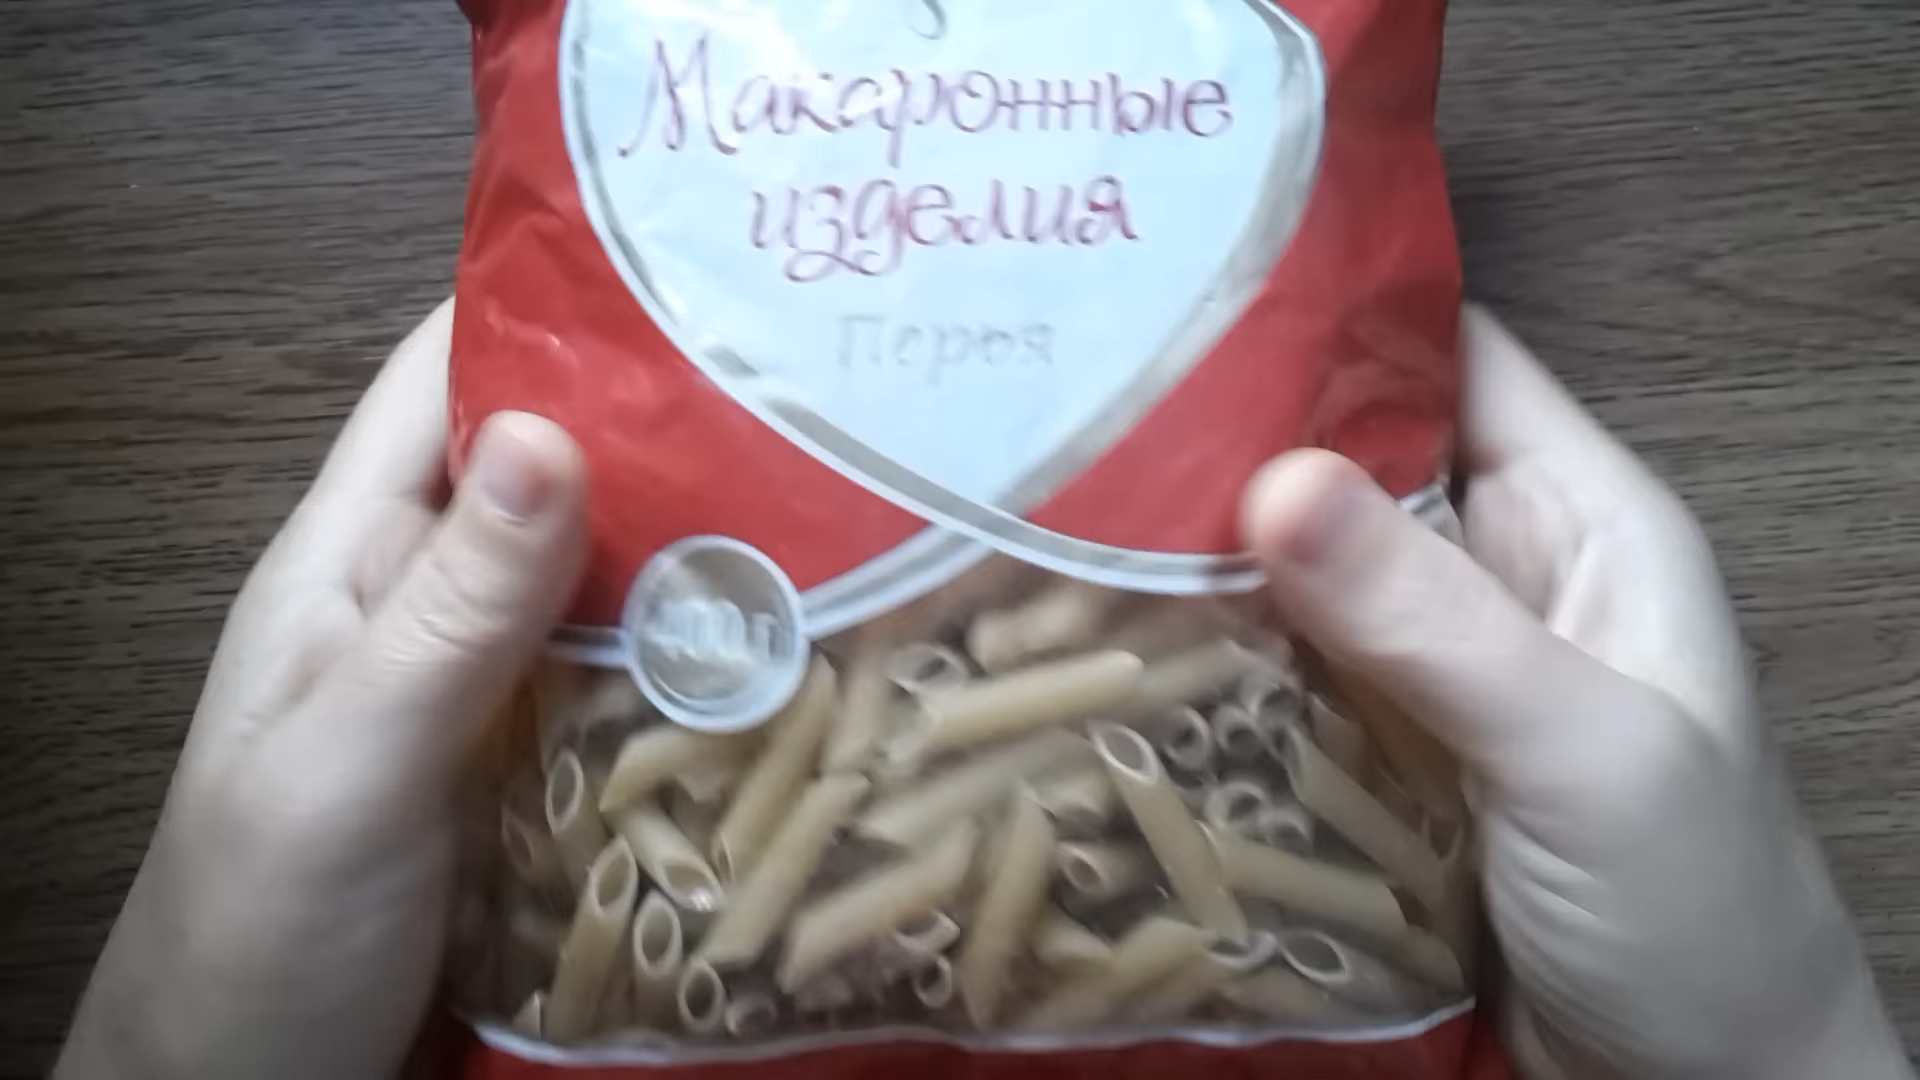 Макаронные
изделия
Перья